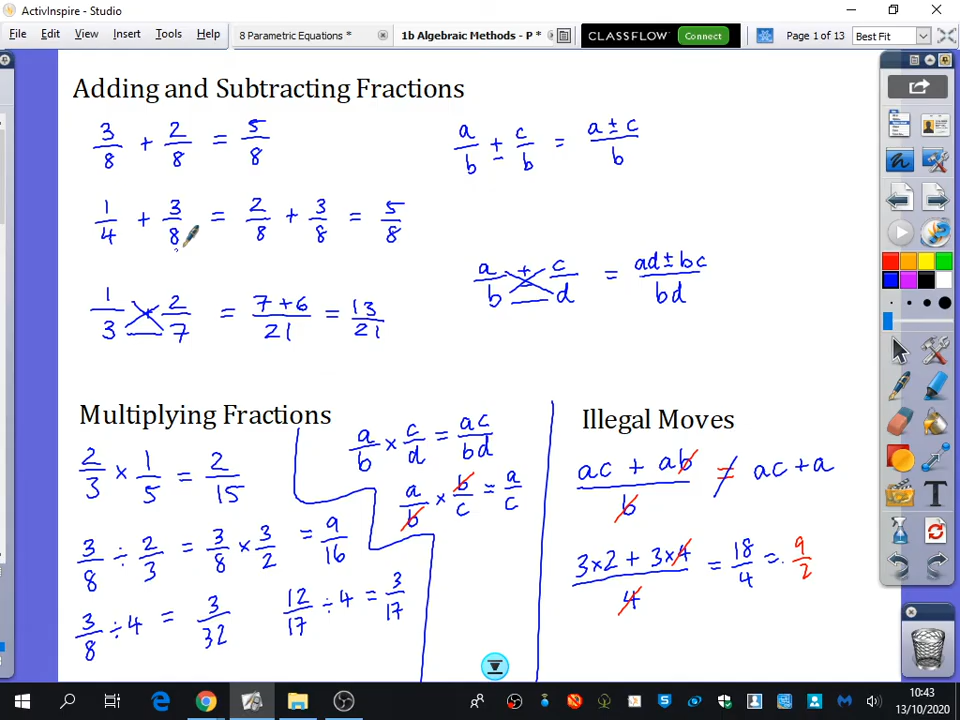 ActivInspire - Studio
File Edit View Insert Tools Help
8 Parametric Equations *
1b Algebraic Methods - P *
CLASSFLOW Connect
Page 1 of 13
Best Fit
Adding and Subtracting Fractions
3/8 + 2/8 = 5/8
a/b ± c/b = a ± c/b
1/4 + 3/8 = 2/8 + 3/8 = 5/8
a/b ± c/d = ad ± bc/bd
1/3 + 2/7 = 7+6/21 = 13/21
Multiplying Fractions
2/3 × 1/5 = 2/15
3/8 ÷ 2/3 = 3/8 × 3/2 = 9/16
3/8 ÷ 4 = 3/32
12/17 ÷ 4 = 3/17
a/b × c/d = ac/bd
a/b × b/c = a/c
Illegal Moves
ac + ab/b ≠ ac + a
3×2 + 3×4/4 = 18/4 = 9/2
10:43
13/10/2020